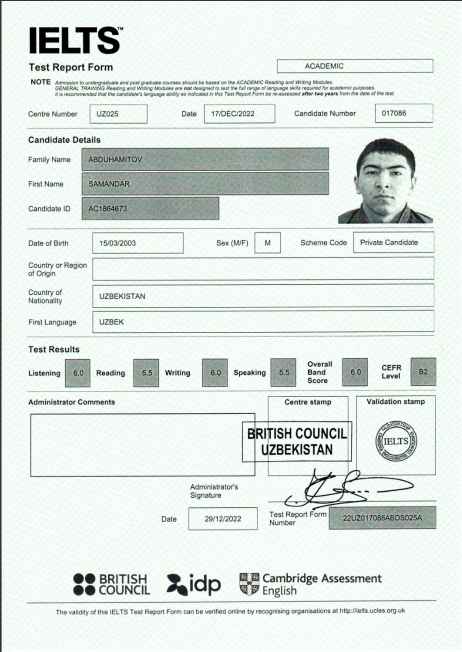 IELTS™
Test Report Form
ACADEMIC
NOTE Admission to undergraduate and post graduate courses should be based on the ACADEMIC Reading and Writing Modules.
GENERAL TRAINING Reading and Writing Modules are not designed to test the full range of language skills required for academic purposes.
It is recommended that the candidate's language ability as indicated in this Test Report Form be re-assessed after two years from the date of the test.
Centre Number UZ025 Date 17/DEC/2022 Candidate Number 017086
Candidate Details
Family Name ABDUHAMITOV
First Name SAMANDAR
Candidate ID AC1864673
Date of Birth 15/03/2003 Sex (M/F) M Scheme Code Private Candidate
Country or Region
of Origin
Country of
Nationality UZBEKISTAN
First Language UZBEK
Test Results
Listening 6.0 Reading 5.5 Writing 6.0 Speaking 5.5 Overall Band Score 6.0 CEFR Level B2
Administrator Comments
Centre stamp
Validation stamp
BRITISH COUNCIL
UZBEKISTAN
IELTS
Administrator's
Signature
Date 29/12/2022
Test Report Form
Number 22UZ017086ABDS025A
BRITISH
COUNCIL
idp
Cambridge Assessment
English
The validity of this IELTS Test Report Form can be verified online by recognising organisations at http://ielts.ucles.org.uk